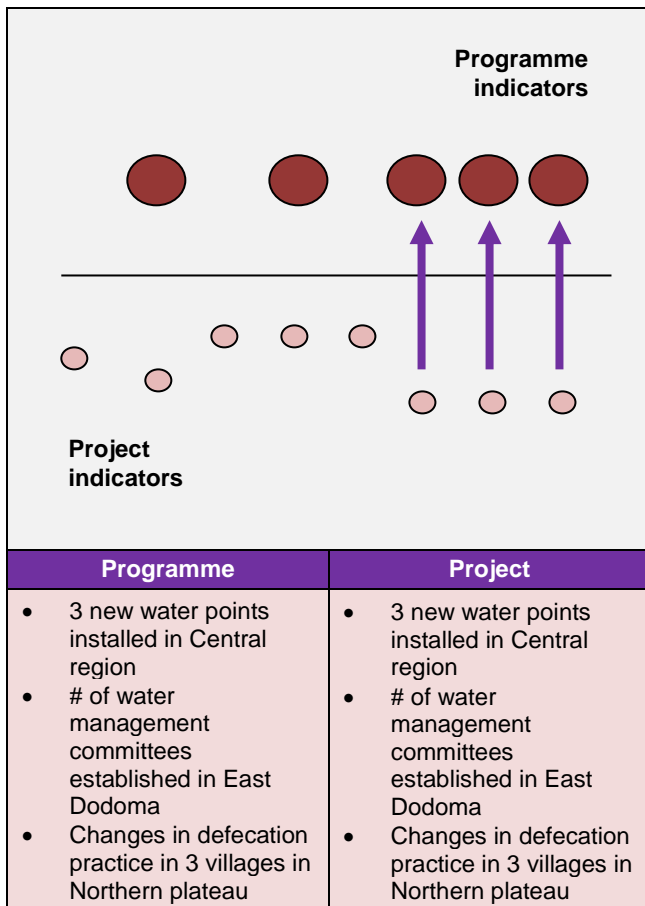 Programme
indicators
Project
indicators
Programme
Project
• 3 new water points
installed in Central
region
• # of water
management
committees
established in East
Dodoma
• Changes in defecation
practice in 3 villages in
Northern plateau
• 3 new water points
installed in Central
region
• # of water
management
committees
established in East
Dodoma
• Changes in defecation
practice in 3 villages in
Northern plateau